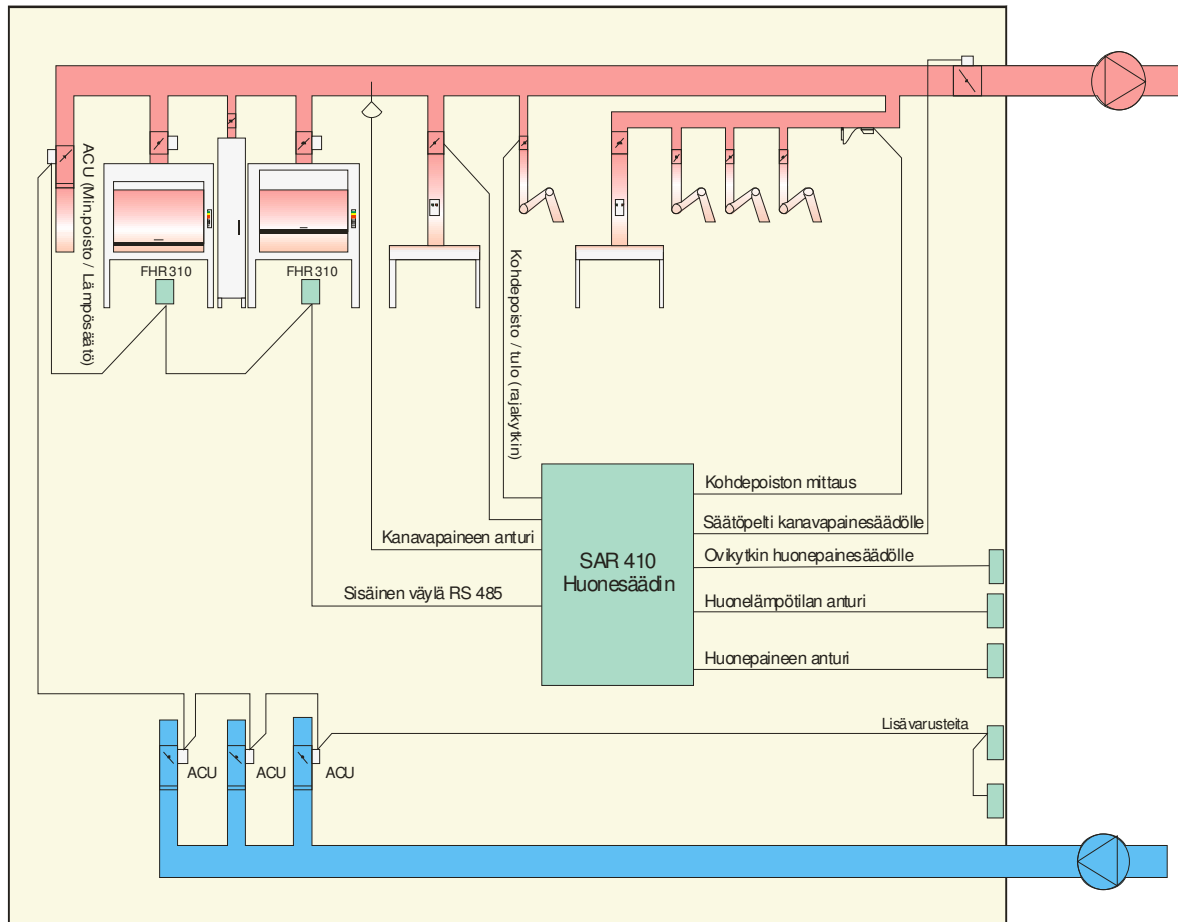 ACU (Min.poisto / Lämpösäätö)
FHR 310
FHR 310
Kohdepoisto / tulo (rajakytkin)
Kanavapaineen anturi
Sisäinen väylä RS 485
SAR 410
Huonesäädin
Kohdepoiston mittaus
Säätöpelti kanavapainesäädölle
Ovikytkin huonepainesäädölle
Huonelämpötilan anturi
Huonepaineen anturi
Lisävarusteita
ACU
ACU
ACU